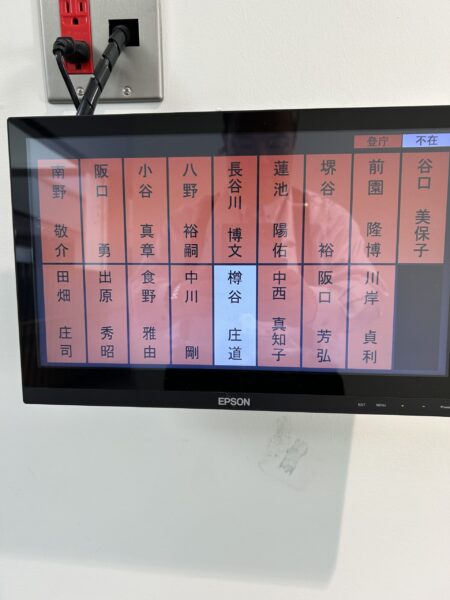 登庁 不在
谷口 美保子
前園 隆博
堺谷 裕
蓮池 陽佑
長谷川 博文
八野 裕嗣
小谷 真章
阪口 勇
南野 敬介
川岸 貞利
阪口 芳弘
中西 真知子
樽谷 庄道
中川 剛
食野 雅由
出原 秀昭
田畑 庄司
EPSON
EXIT MENU + -